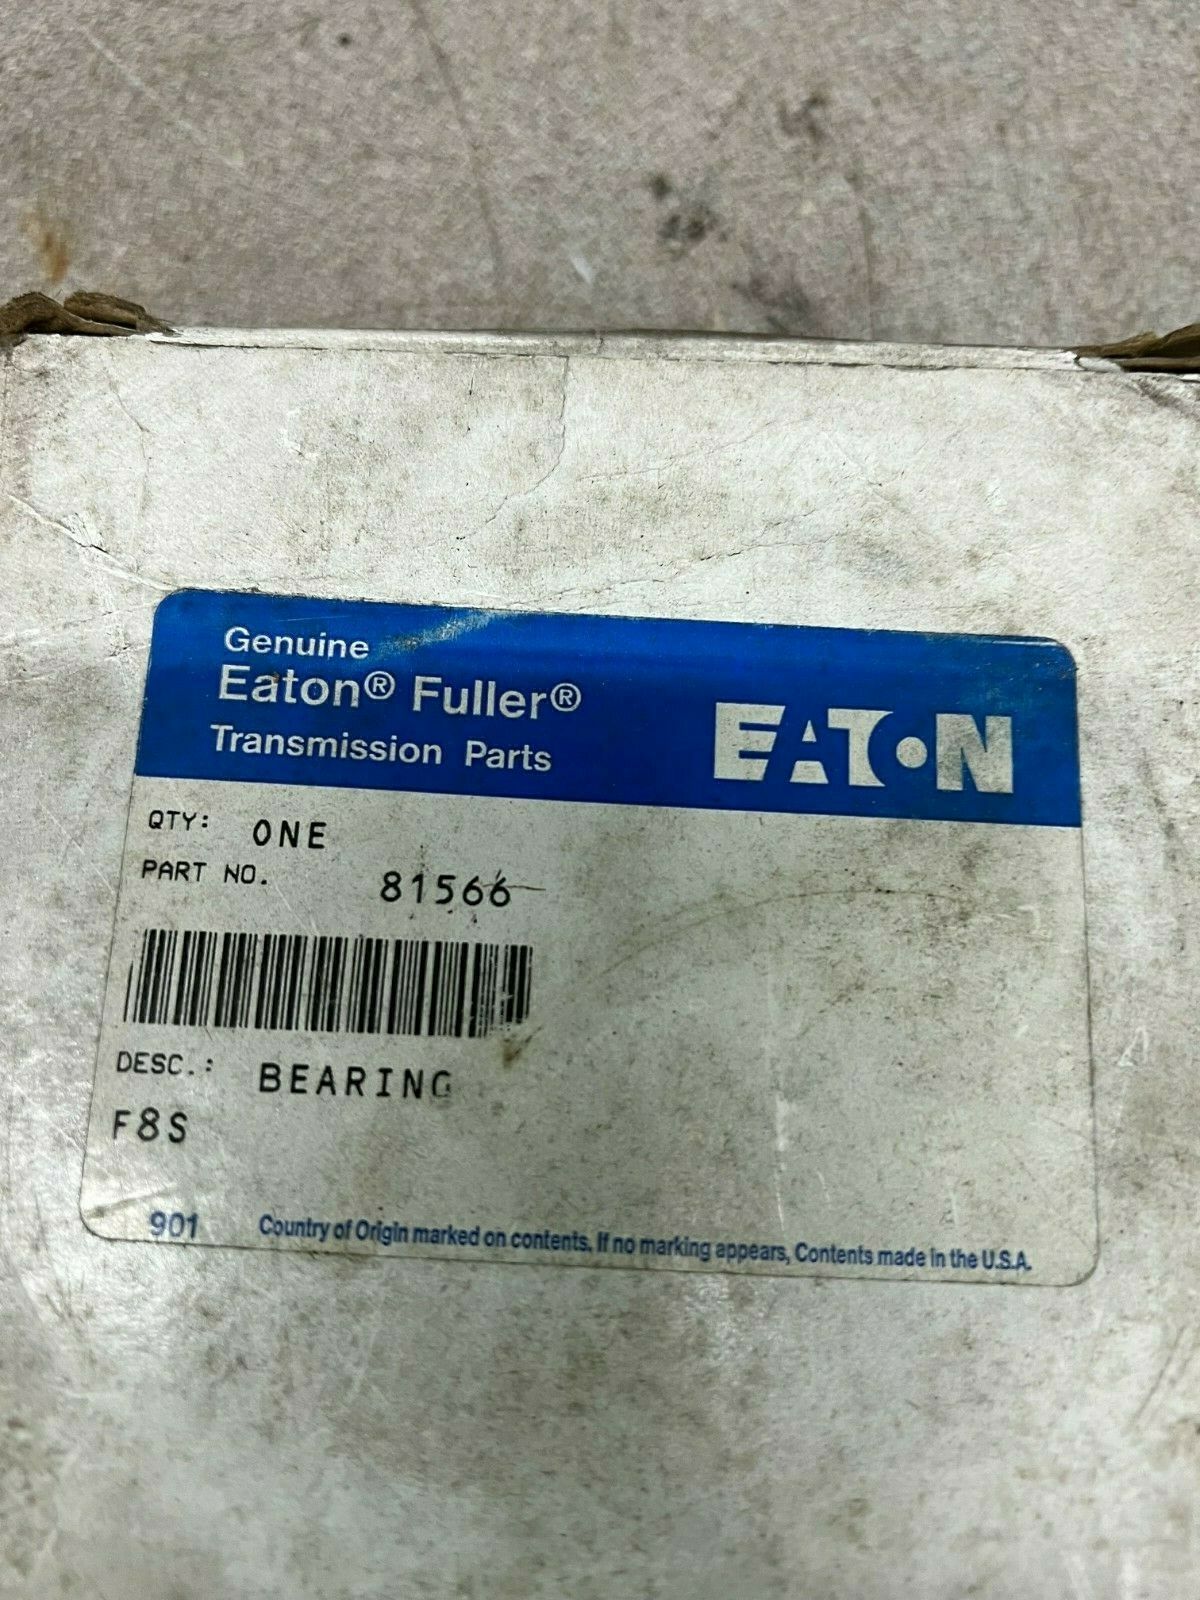 Genuine
Eaton® Fuller®
Transmission Parts
EATON
QTY: ONE
PART NO. 81566
DESC.: BEARING
F8S
901 Country of Origin marked on contents. If no marking appears, Contents made in the U.S.A.